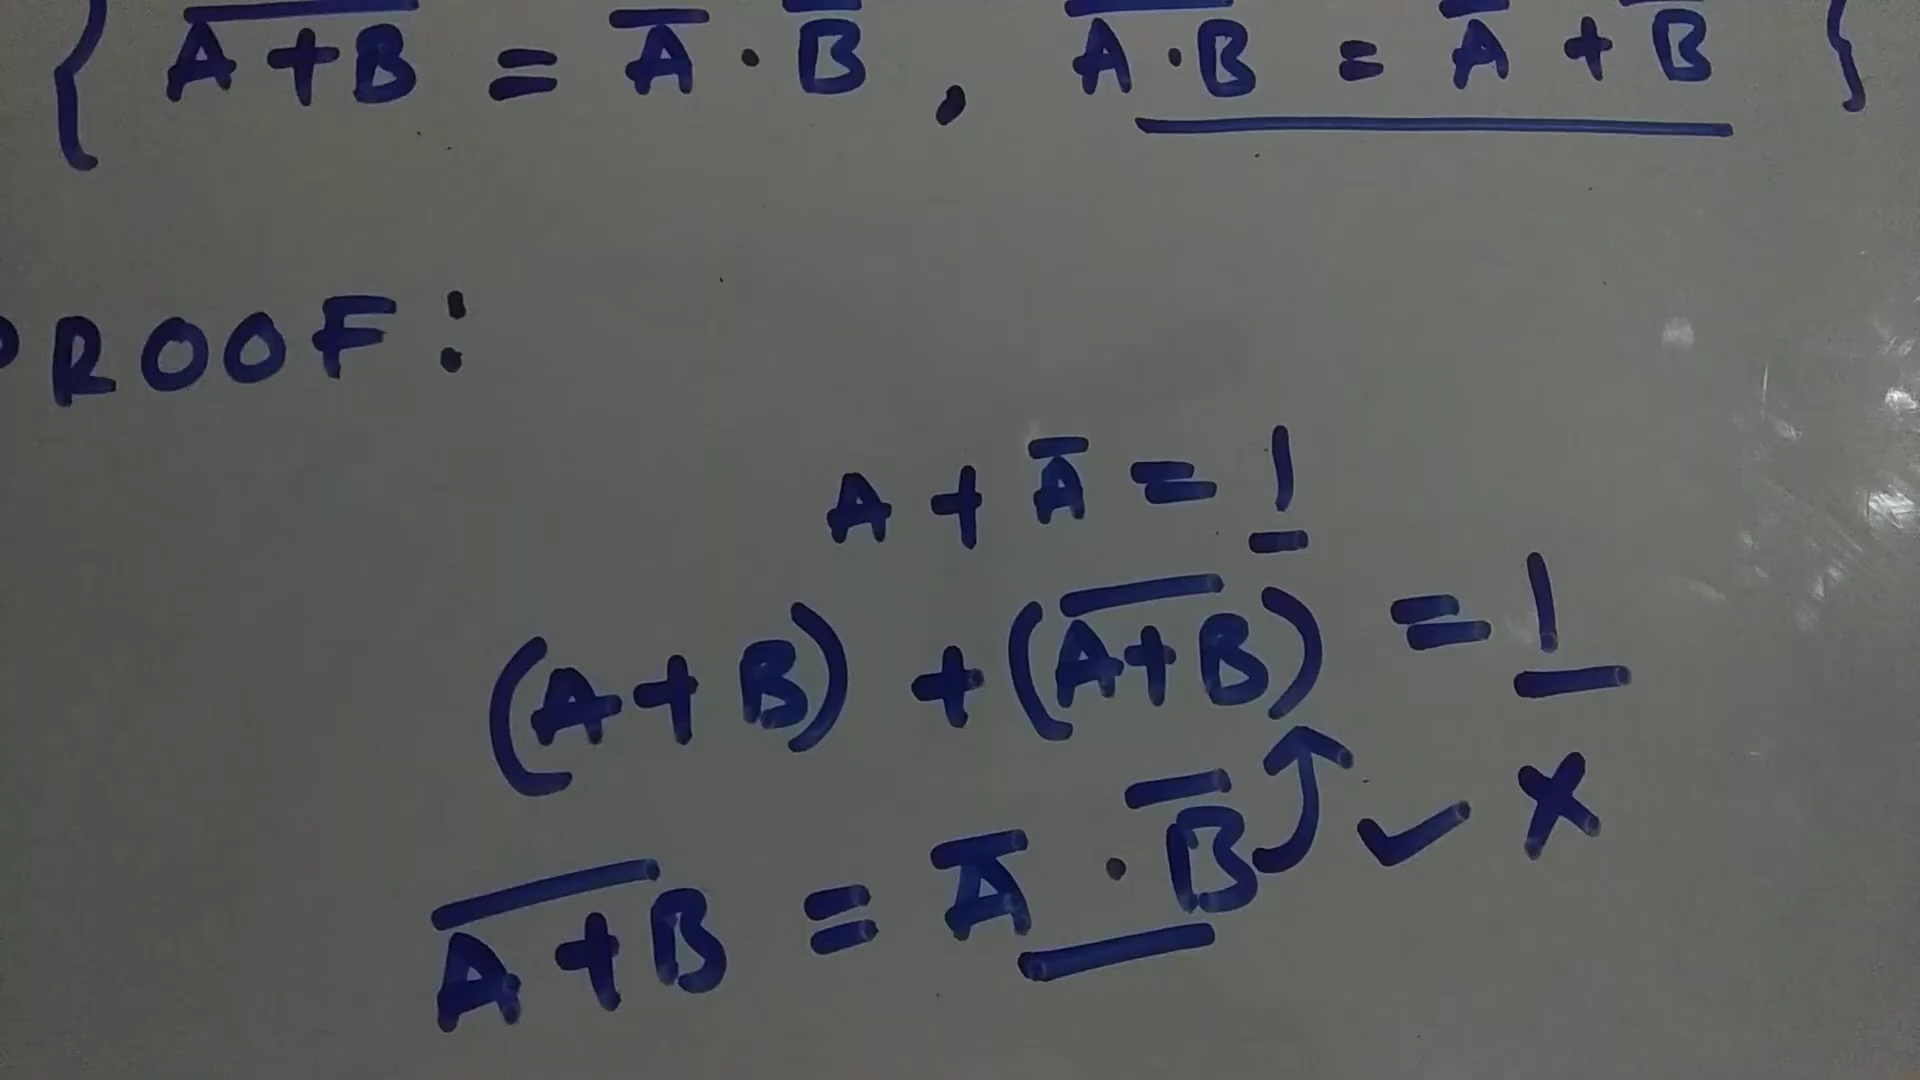 { A̅+̅B̅ = A̅ · B̅ , A̅·̅B̅ = A̅ + B̅ }
PROOF:
A + A̅ = 1
(A+B) + (A̅+̅B̅) = 1
A̅+̅B̅ = A̅ · B̅ ✓ ×